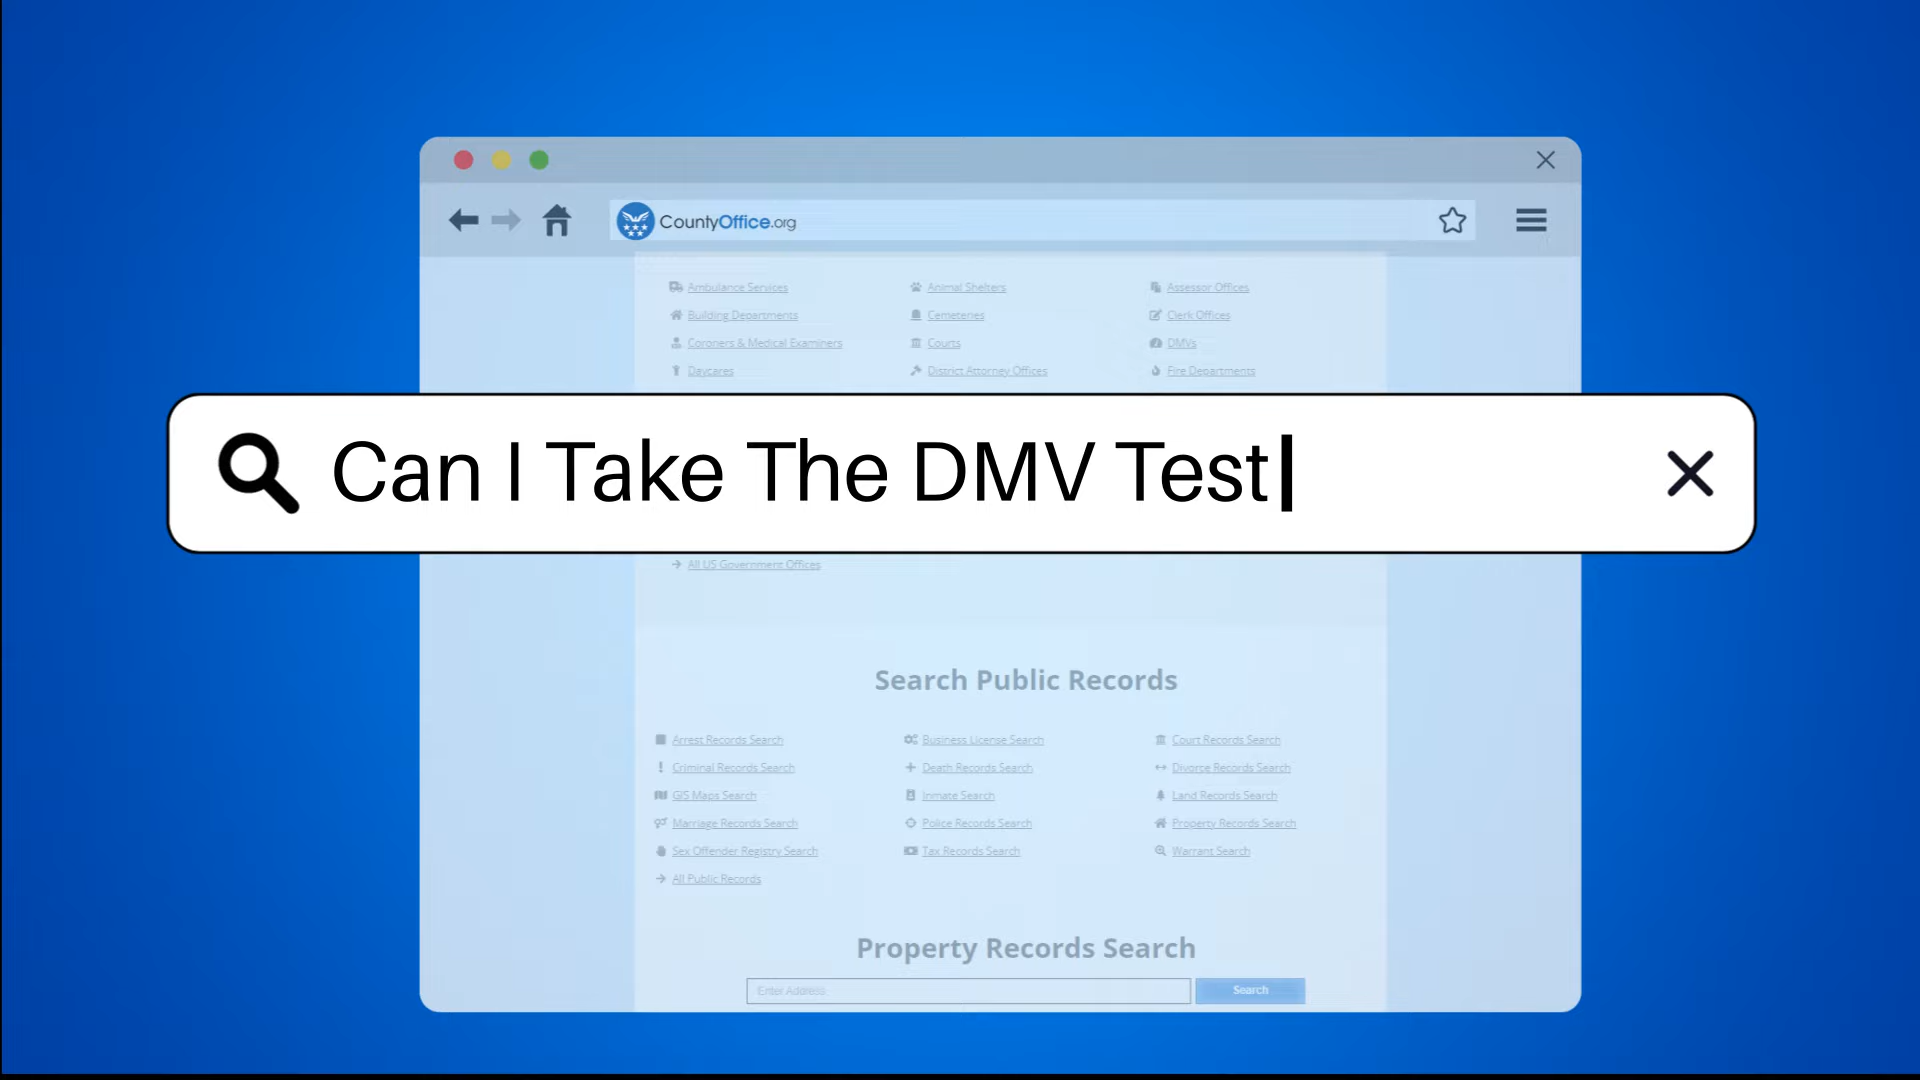 CountyOffice.org
Ambulance Services
Animal Shelters
Assessor Offices
Building Departments
Cemeteries
Clerk Offices
Coroners & Medical Examiners
Courts
DMVs
Daycares
District Attorney Offices
Fire Departments
Can I Take The DMV Test
All US Government Offices
Search Public Records
Arrest Records Search
Business License Search
Court Records Search
Criminal Records Search
Death Records Search
Divorce Records Search
GIS Maps Search
Inmate Search
Land Records Search
Marriage Records Search
Police Records Search
Property Records Search
Sex Offender Registry Search
Tax Records Search
Warrant Search
All Public Records
Property Records Search
Enter Address
Search